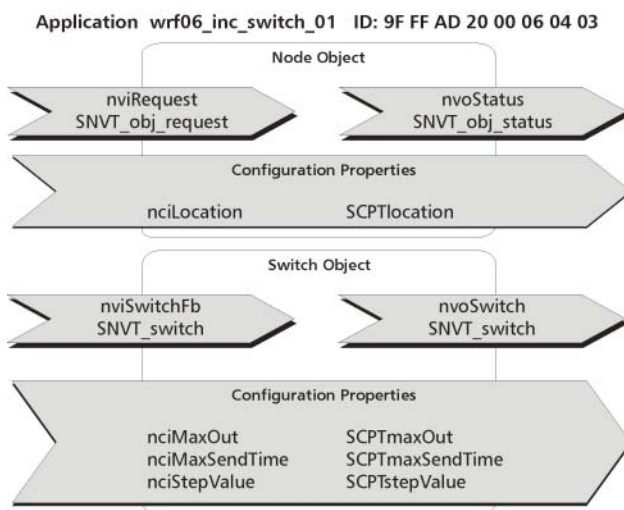 Application wrf06_inc_switch_01 ID: 9F FF AD 20 00 06 04 03
Node Object
nviRequest
SNVT_obj_request
nvoStatus
SNVT_obj_status
Configuration Properties
nciLocation SCPTlocation
Switch Object
nviSwitchFb
SNVT_switch
nvoSwitch
SNVT_switch
Configuration Properties
nciMaxOut SCPTmaxOut
nciMaxSendTime SCPTmaxSendTime
nciStepValue SCPTstepValue